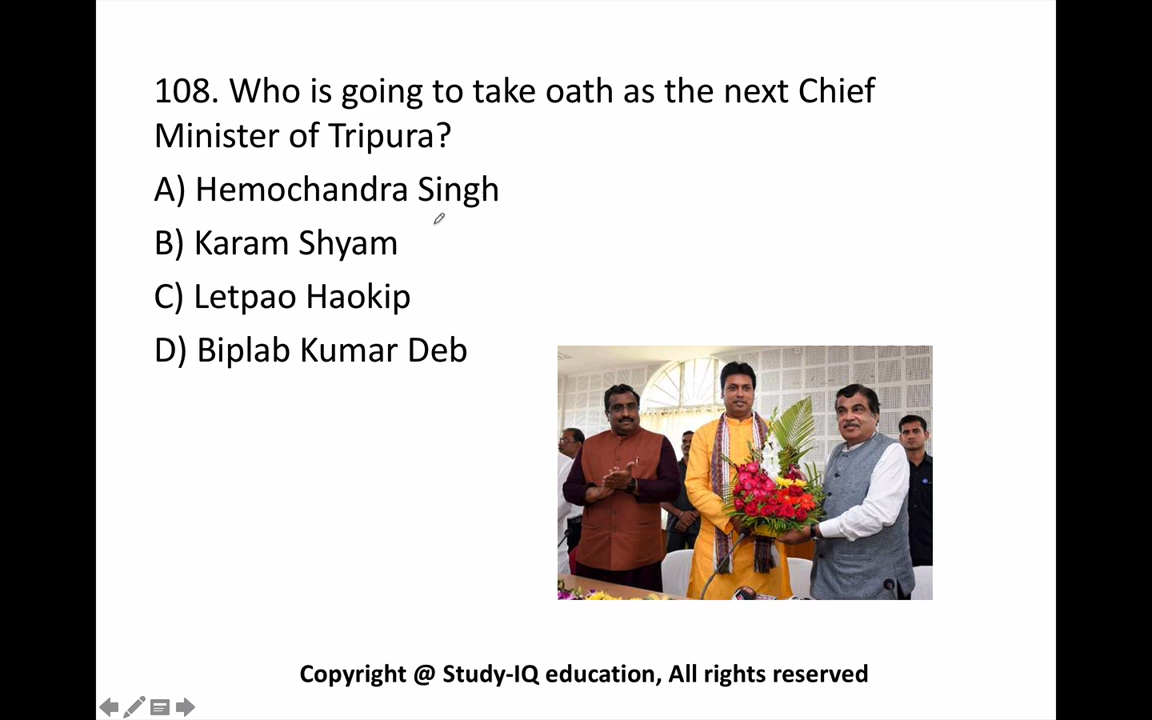 108. Who is going to take oath as the next Chief
Minister of Tripura?
A) Hemochandra Singh
B) Karam Shyam
C) Letpao Haokip
D) Biplab Kumar Deb
Copyright @ Study-IQ education, All rights reserved